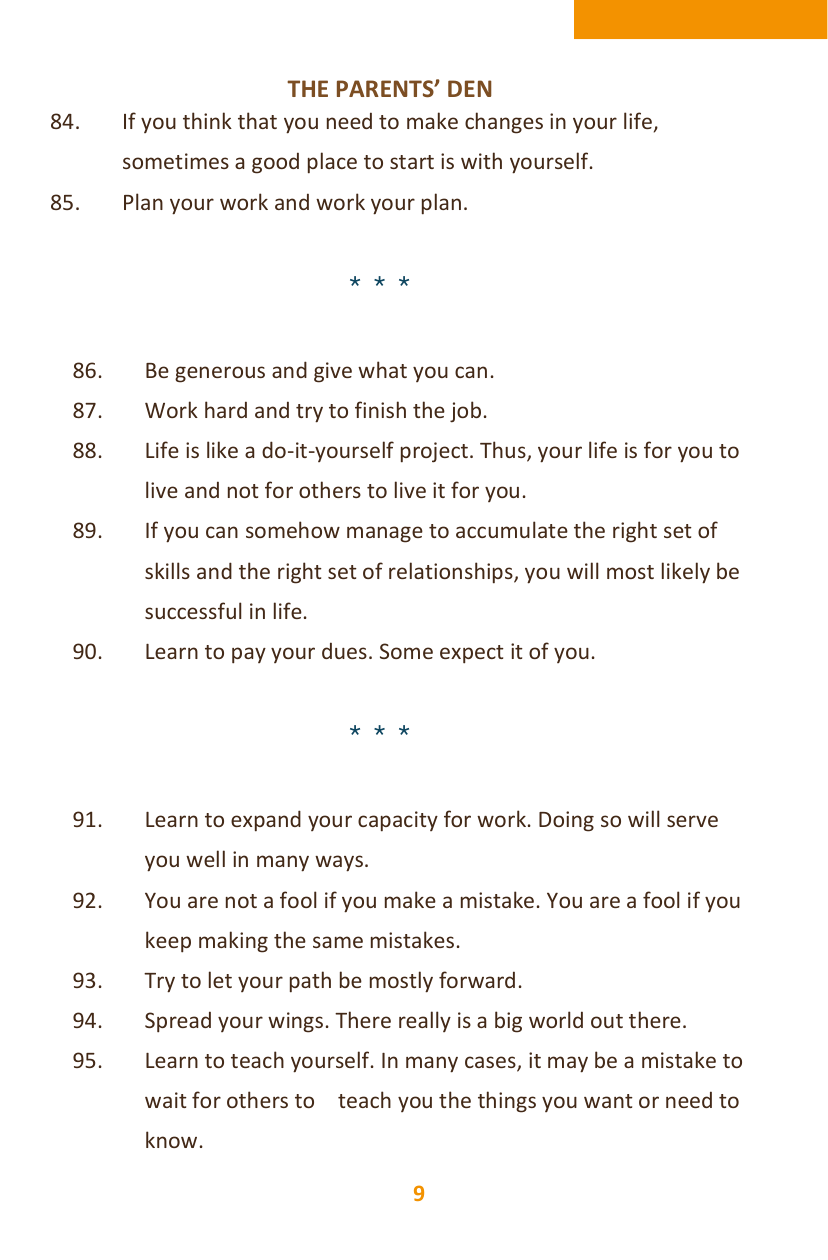 THE PARENTS’ DEN
84. If you think that you need to make changes in your life,
sometimes a good place to start is with yourself.
85. Plan your work and work your plan.
* * *
86. Be generous and give what you can.
87. Work hard and try to finish the job.
88. Life is like a do-it-yourself project. Thus, your life is for you to
live and not for others to live it for you.
89. If you can somehow manage to accumulate the right set of
skills and the right set of relationships, you will most likely be
successful in life.
90. Learn to pay your dues. Some expect it of you.
* * *
91. Learn to expand your capacity for work. Doing so will serve
you well in many ways.
92. You are not a fool if you make a mistake. You are a fool if you
keep making the same mistakes.
93. Try to let your path be mostly forward.
94. Spread your wings. There really is a big world out there.
95. Learn to teach yourself. In many cases, it may be a mistake to
wait for others to teach you the things you want or need to
know.
9